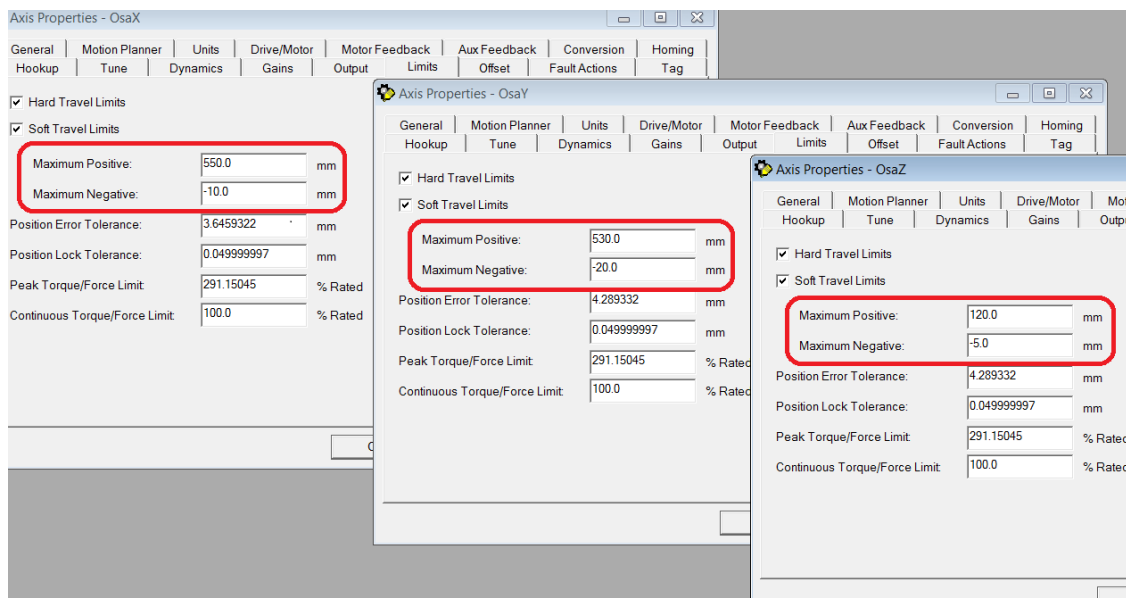 Axis Properties - OsaX
General Motion Planner Units Drive/Motor Motor Feedback Aux Feedback Conversion Homing
Hookup Tune Dynamics Gains Output Limits Offset Fault Actions Tag
Hard Travel Limits
Soft Travel Limits
Maximum Positive: 550.0 mm
Maximum Negative: -10.0 mm
Position Error Tolerance: 3.6459322 mm
Position Lock Tolerance: 0.049999997 mm
Peak Torque/Force Limit: 291.15045 % Rated
Continuous Torque/Force Limit: 100.0 % Rated
Axis Properties - OsaY
General Motion Planner Units Drive/Motor Motor Feedback Aux Feedback Conversion Homing
Hookup Tune Dynamics Gains Output Limits Offset Fault Actions Tag
Hard Travel Limits
Soft Travel Limits
Maximum Positive: 530.0 mm
Maximum Negative: -20.0 mm
Position Error Tolerance: 4.289332 mm
Position Lock Tolerance: 0.049999997 mm
Peak Torque/Force Limit: 291.15045 % Rated
Continuous Torque/Force Limit: 100.0 % Rated
Axis Properties - OsaZ
General Motion Planner Units Drive/Motor
Hookup Tune Dynamics Gains
Hard Travel Limits
Soft Travel Limits
Maximum Positive: 120.0 mm
Maximum Negative: -5.0 mm
Position Error Tolerance: 4.289332 mm
Position Lock Tolerance: 0.049999997 mm
Peak Torque/Force Limit: 291.15045 % Rated
Continuous Torque/Force Limit: 100.0 % Rated